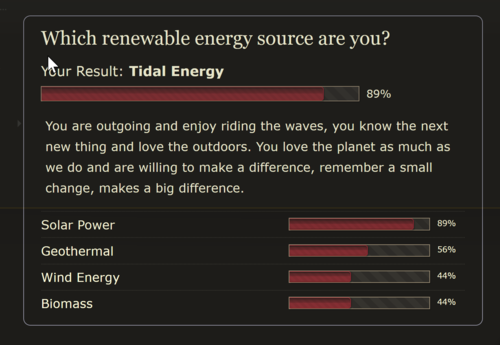 Which renewable energy source are you?
Your Result: Tidal Energy
89%
You are outgoing and enjoy riding the waves, you know the next
new thing and love the outdoors. You love the planet as much as
we do and are willing to make a difference, remember a small
change, makes a big difference.
Solar Power 89%
Geothermal 56%
Wind Energy 44%
Biomass 44%